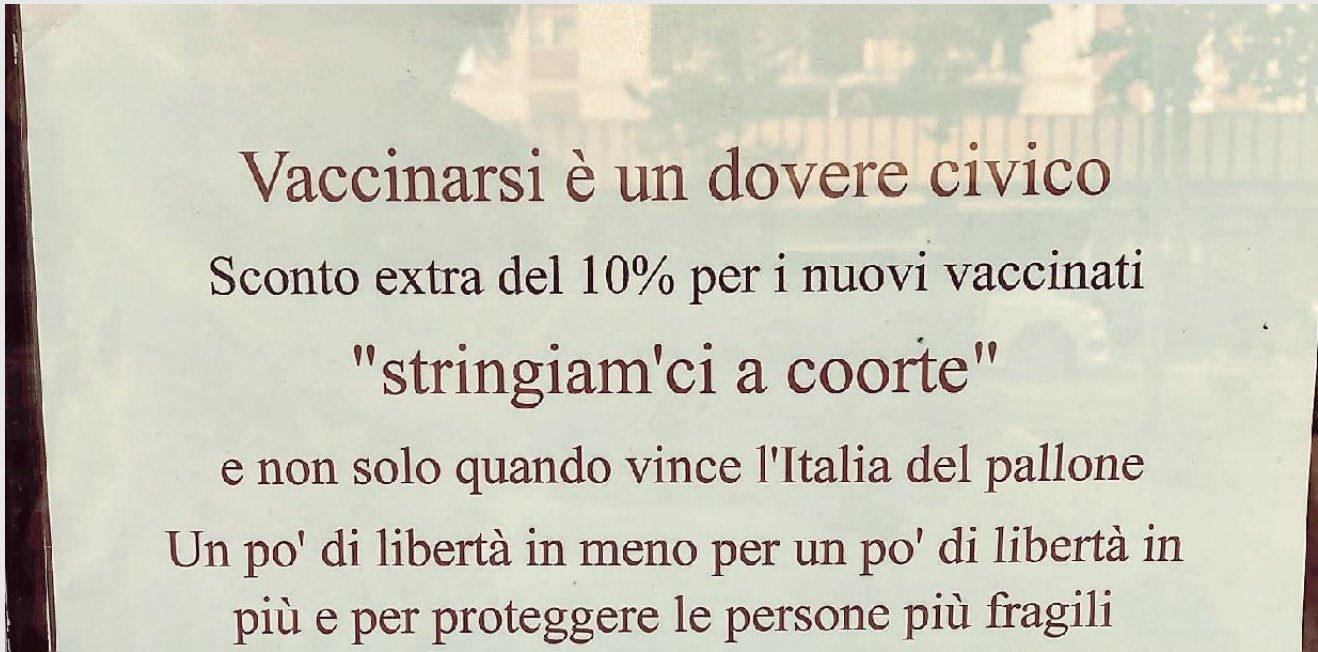 Vaccinarsi è un dovere civico
Sconto extra del 10% per i nuovi vaccinati
"stringiam'ci a coorte"
e non solo quando vince l'Italia del pallone
Un po' di libertà in meno per un po' di libertà in
più e per proteggere le persone più fragili